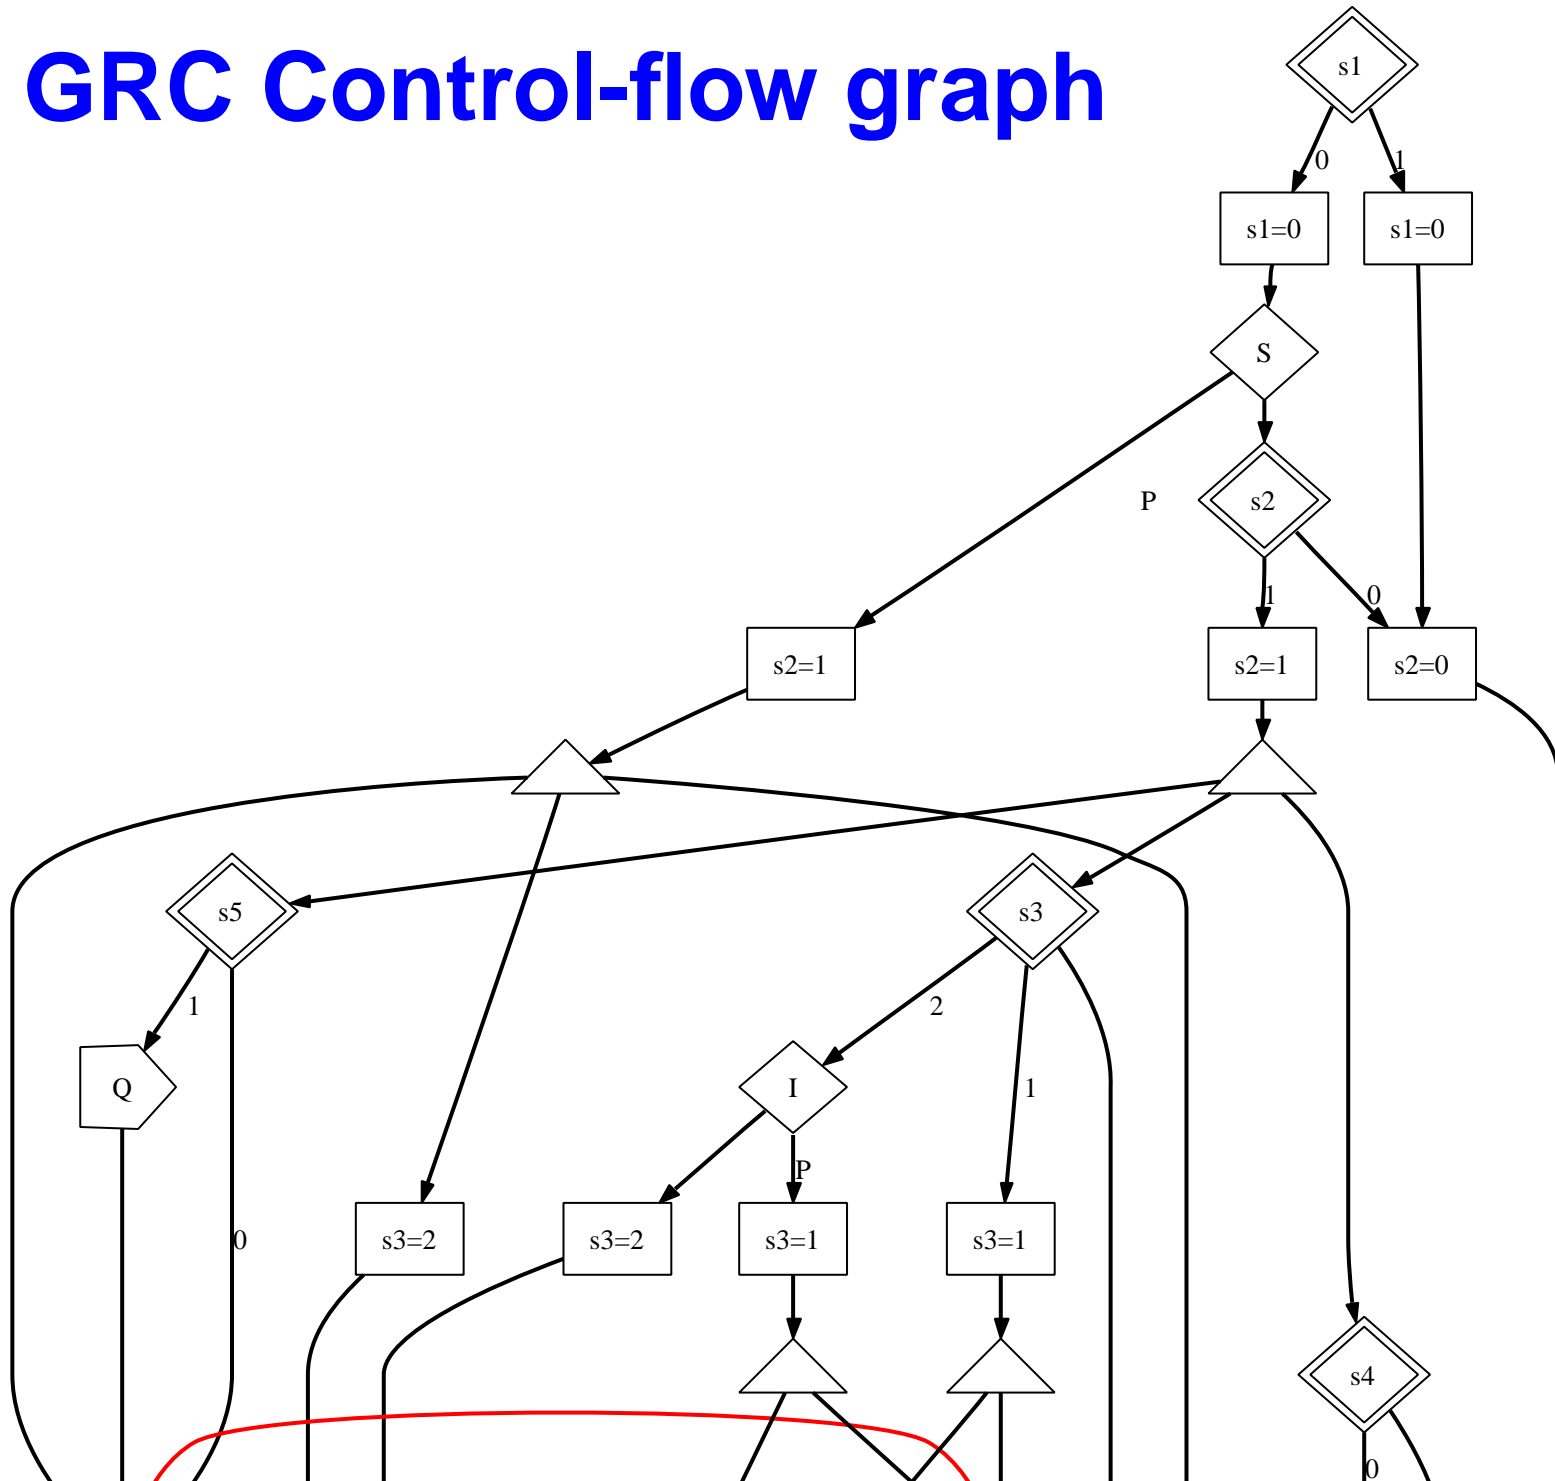 GRC Control-flow graph
s1
0
1
s1=0
s1=0
S
P
s2
1
0
s2=1
s2=1
s2=0
s5
s3
1
2
Q
I
1
P
0
s3=2
s3=2
s3=1
s3=1
s4
0